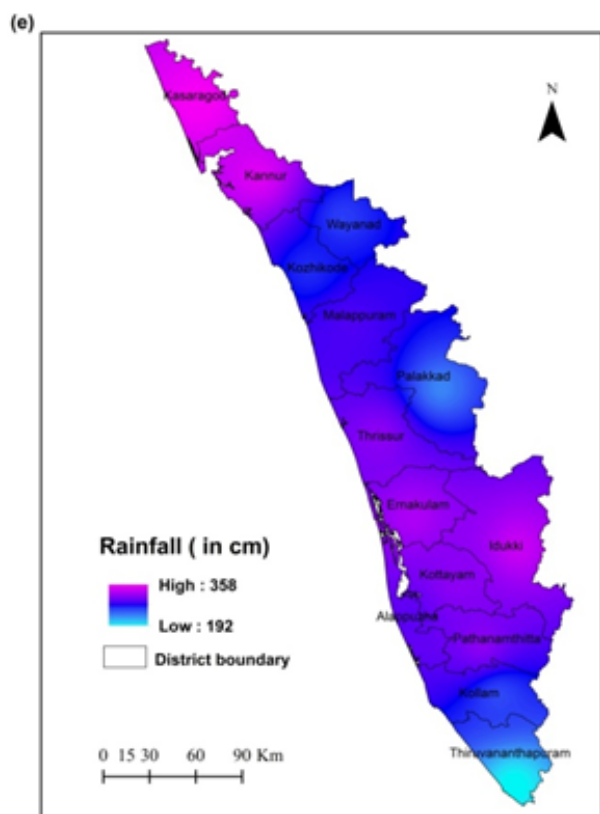 (e)
N
Kasaragod
Kannur
Wayanad
Kozhikode
Malappuram
Palakkad
Thrissur
Ernakulam
Idukki
Kottayam
Alappuzha
Pathanamthitta
Kollam
Thiruvananthapuram
Rainfall ( in cm)
High : 358
Low : 192
District boundary
0 15 30 60 90 Km